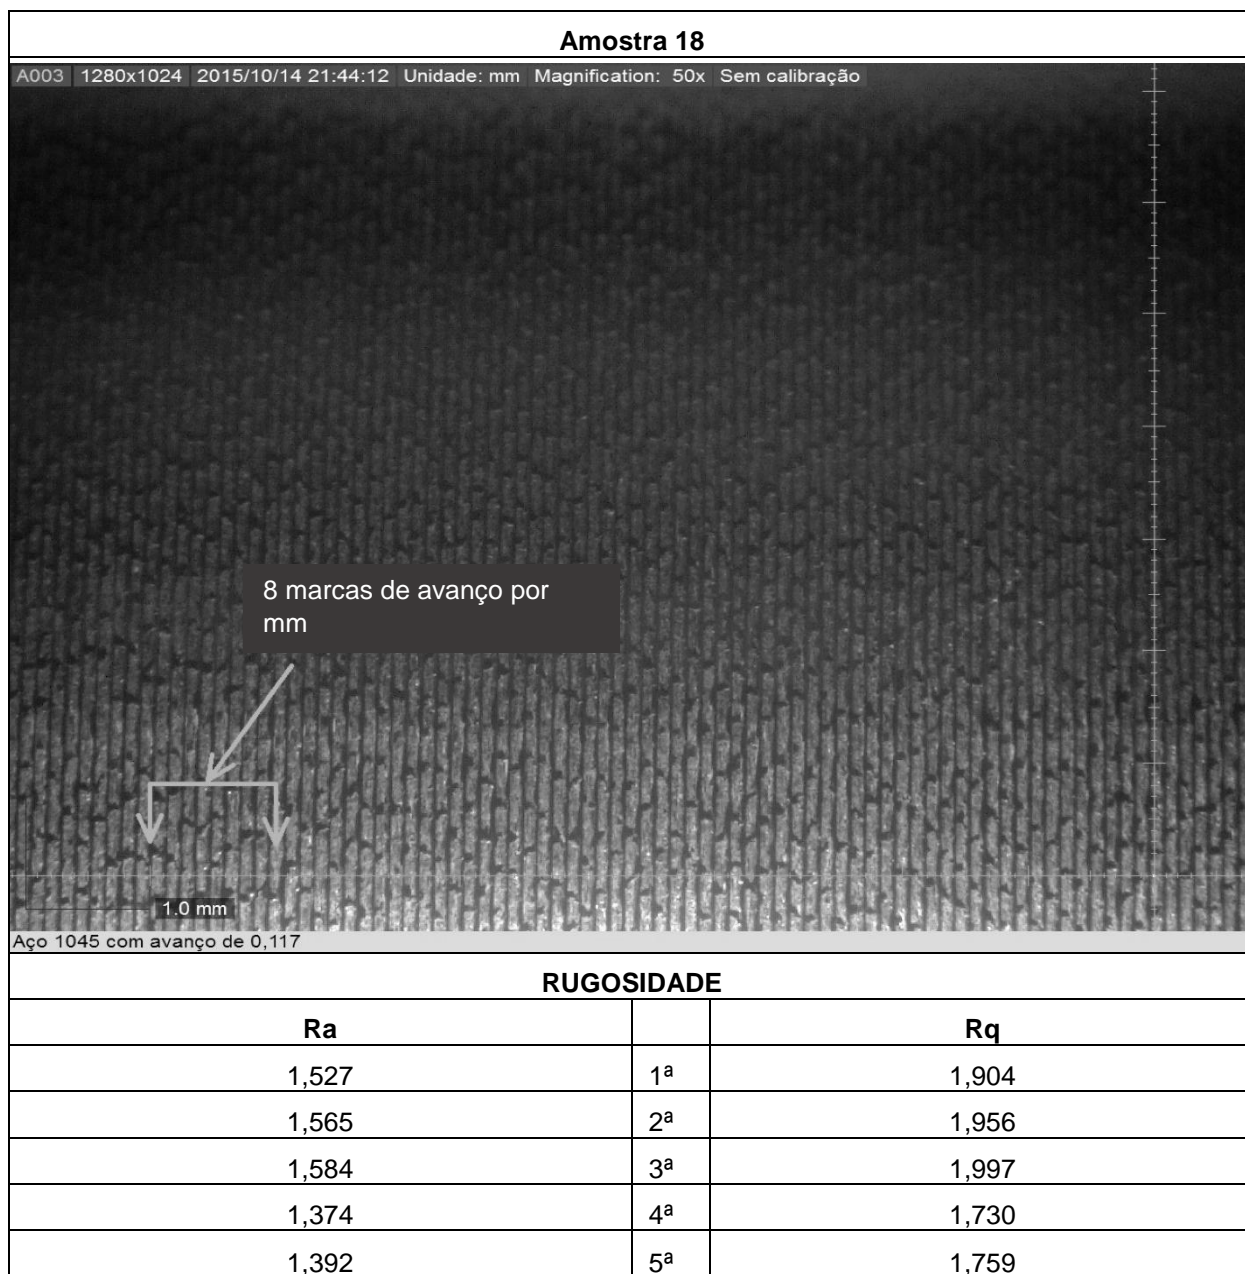 Amostra 18
A003 1280x1024 2015/10/14 21:44:12 Unidade: mm Magnification: 50x Sem calibração
8 marcas de avanço por
mm
1.0 mm
Aço 1045 com avanço de 0,117
RUGOSIDADE
Ra Rq
1,527 1ª 1,904
1,565 2ª 1,956
1,584 3ª 1,997
1,374 4ª 1,730
1,392 5ª 1,759